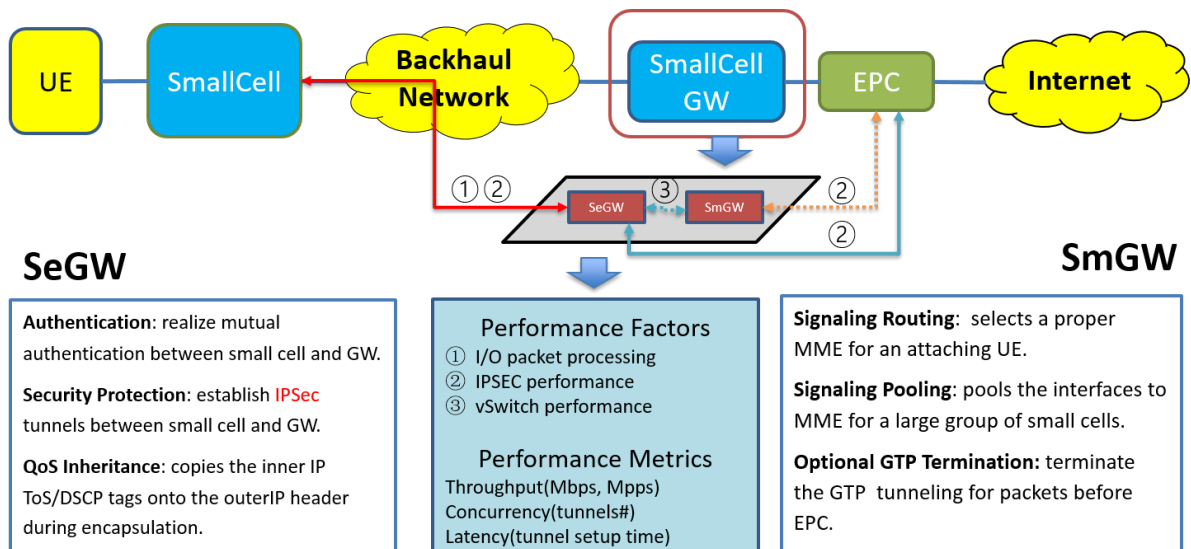 UE
SmallCell
Backhaul
Network
SmallCell
GW
EPC
Internet
① ②
SeGW
③
SmGW
②
②
SeGW
Authentication: realize mutual
authentication between small cell and GW.
Security Protection: establish IPSec
tunnels between small cell and GW.
QoS Inheritance: copies the inner IP
ToS/DSCP tags onto the outerIP header
during encapsulation.
Performance Factors
① I/O packet processing
② IPSEC performance
③ vSwitch performance
Performance Metrics
Throughput(Mbps, Mpps)
Concurrency(tunnels#)
Latency(tunnel setup time)
SmGW
Signaling Routing: selects a proper
MME for an attaching UE.
Signaling Pooling: pools the interfaces to
MME for a large group of small cells.
Optional GTP Termination: terminate
the GTP tunneling for packets before
EPC.